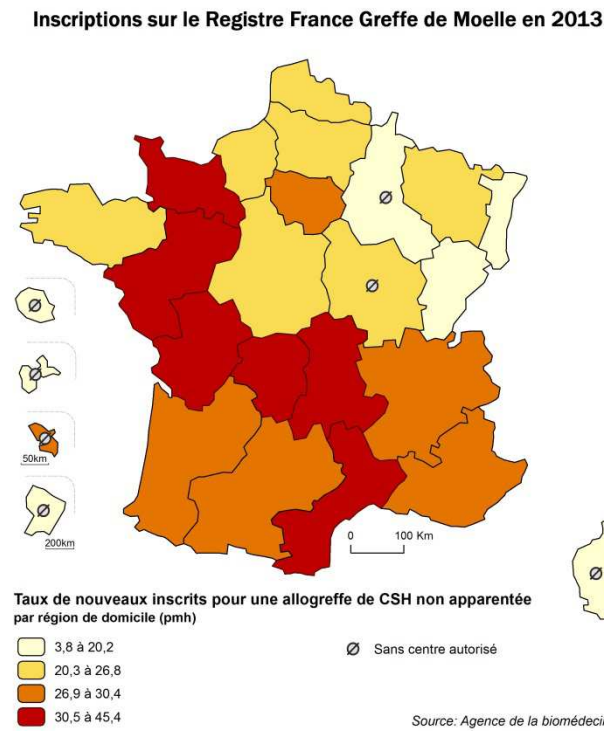 Inscriptions sur le Registre France Greffe de Moelle en 2013
50km
200km
0 100 Km
Taux de nouveaux inscrits pour une allogreffe de CSH non apparentée
par région de domicile (pmh)
3,8 à 20,2
20,3 à 26,8
26,9 à 30,4
30,5 à 45,4
Sans centre autorisé
Source: Agence de la biomédecin